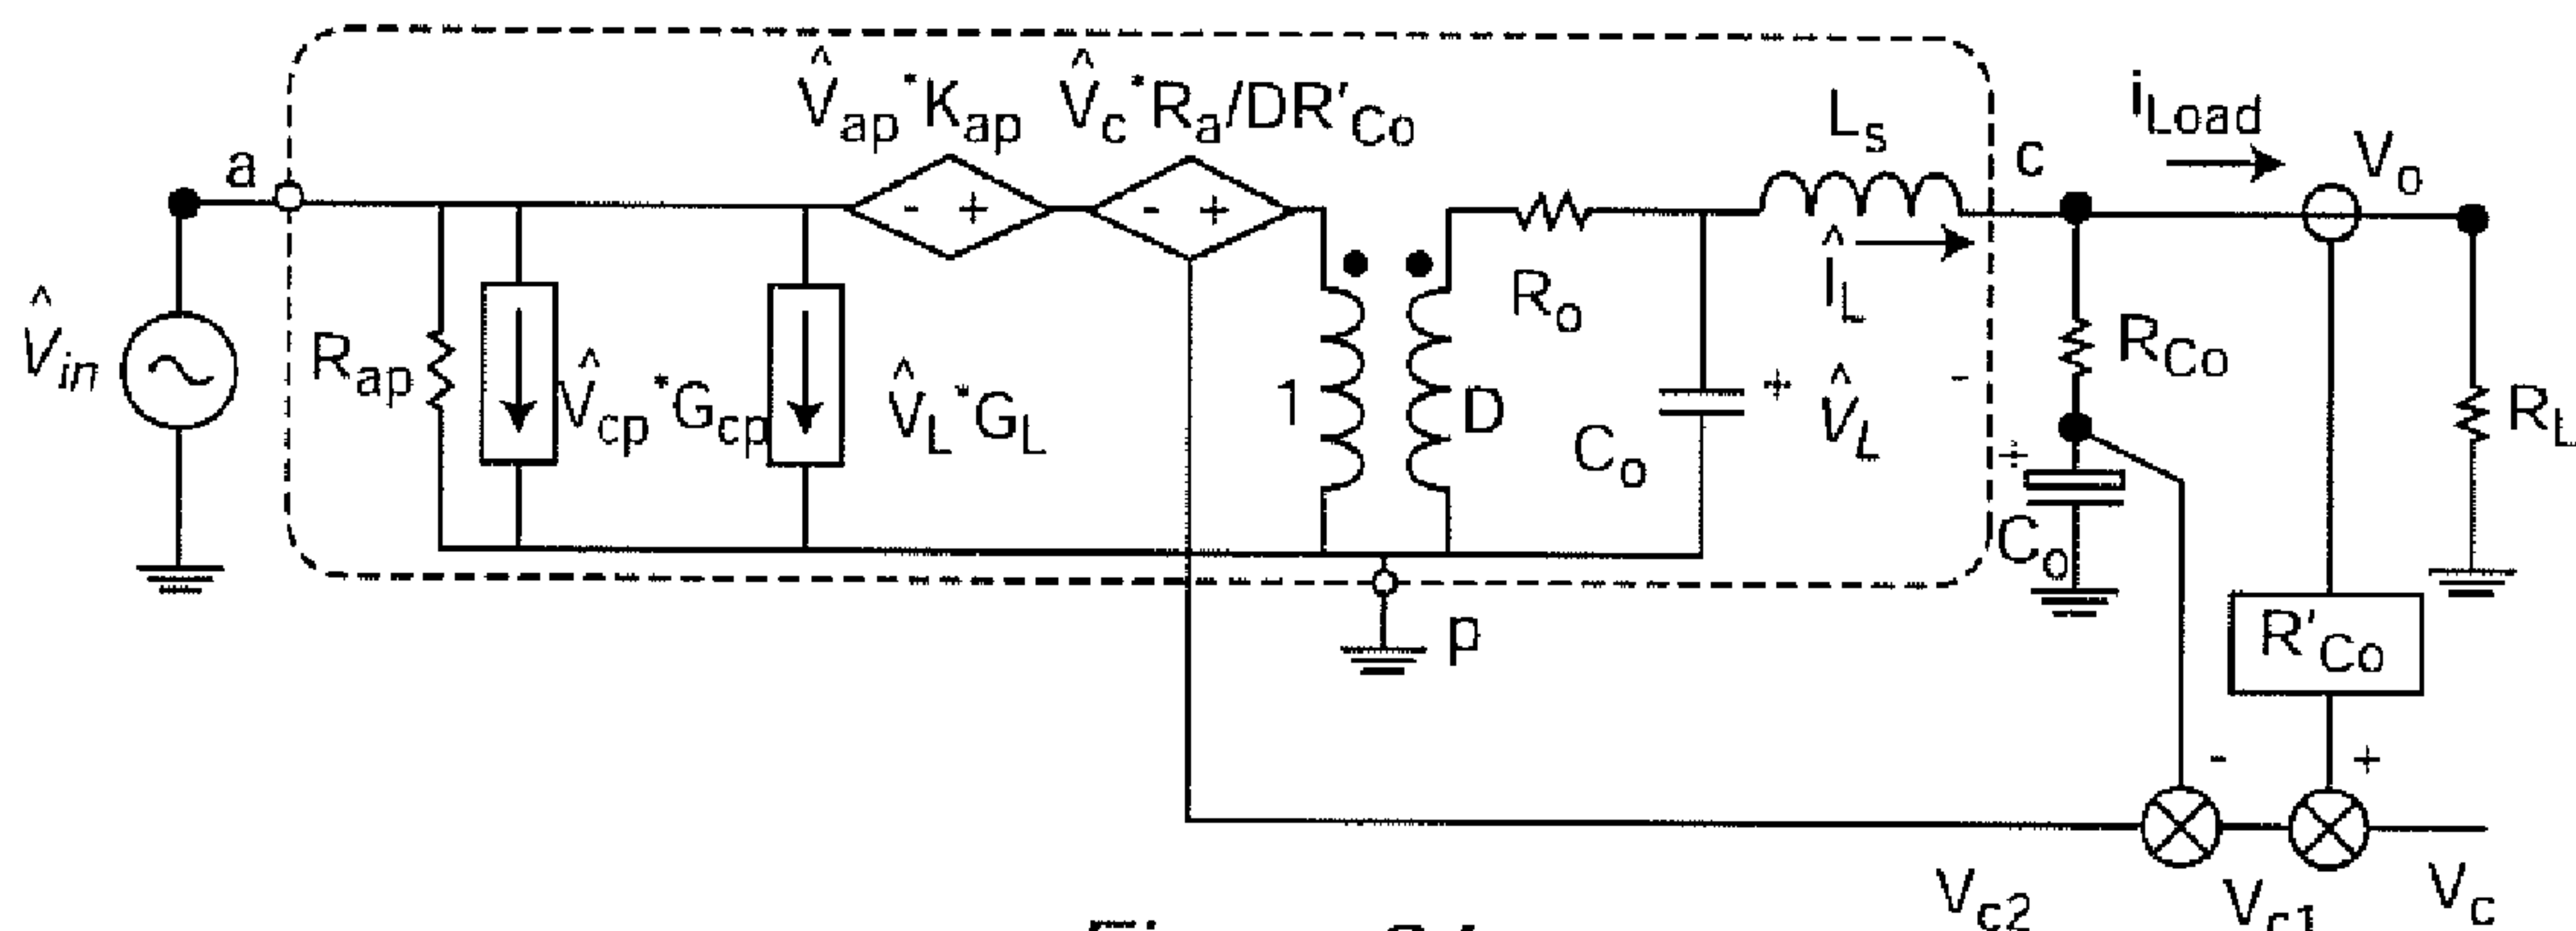 V̂ap*Kap
V̂c*Ra/DR'Co
a
Ls
c
iLoad
Vo
V̂in
Rap
V̂cp*Gcp
V̂L*GL
1
D
Ro
Co
îL
+ V̂L -
RCo
+
Co
RL
R'Co
p
- +
- +
- +
Vc2
Vc1
Vc